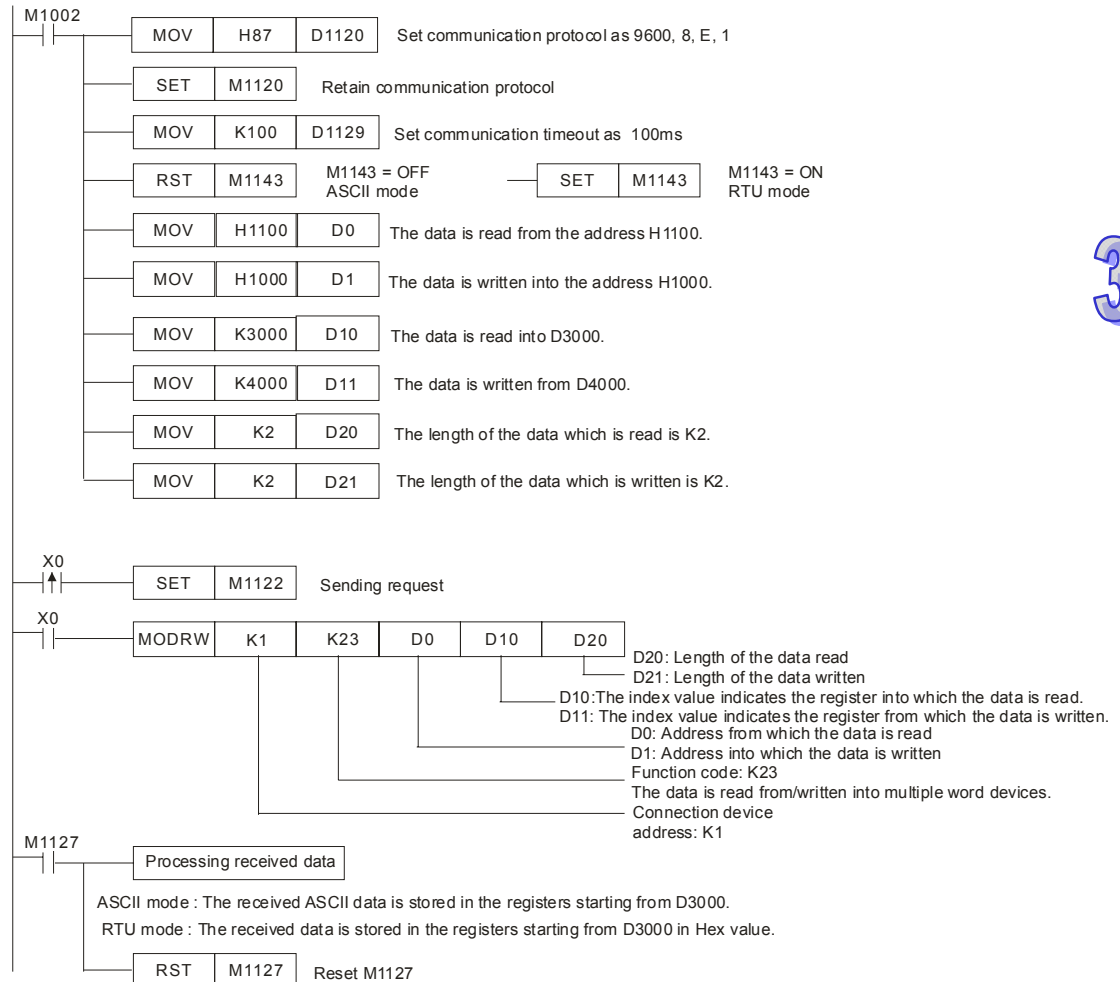 M1002
MOV H87 D1120 Set communication protocol as 9600, 8, E, 1
SET M1120 Retain communication protocol
MOV K100 D1129 Set communication timeout as 100ms
RST M1143 M1143 = OFF
ASCII mode
SET M1143 M1143 = ON
RTU mode
MOV H1100 D0 The data is read from the address H1100.
MOV H1000 D1 The data is written into the address H1000.
3
MOV K3000 D10 The data is read into D3000.
MOV K4000 D11 The data is written from D4000.
MOV K2 D20 The length of the data which is read is K2.
MOV K2 D21 The length of the data which is written is K2.
X0
SET M1122 Sending request
X0
MODRW K1 K23 D0 D10 D20
D20: Length of the data read
D21: Length of the data written
D10:The index value indicates the register into which the data is read.
D11: The index value indicates the register from which the data is written.
D0: Address from which the data is read
D1: Address into which the data is written
Function code: K23
The data is read from/written into multiple word devices.
Connection device
address: K1
M1127
Processing received data
ASCII mode : The received ASCII data is stored in the registers starting from D3000.
RTU mode : The received data is stored in the registers starting from D3000 in Hex value.
RST M1127 Reset M1127